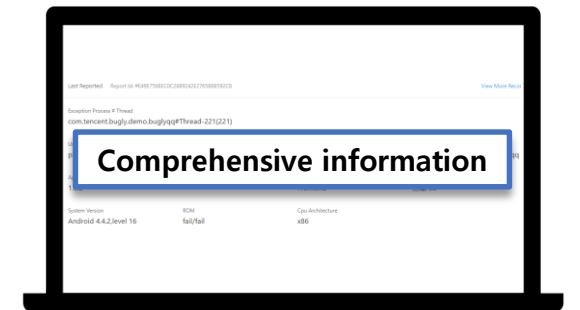 Last Reported
View More Recor
Exception Process # Thread
com.tencent.bugly.demo.buglyqq#Thread-221(221)
Comprehensive information
System Version ROM Cpu Architecture
Android 4.4.2,level 16 fail/fail x86